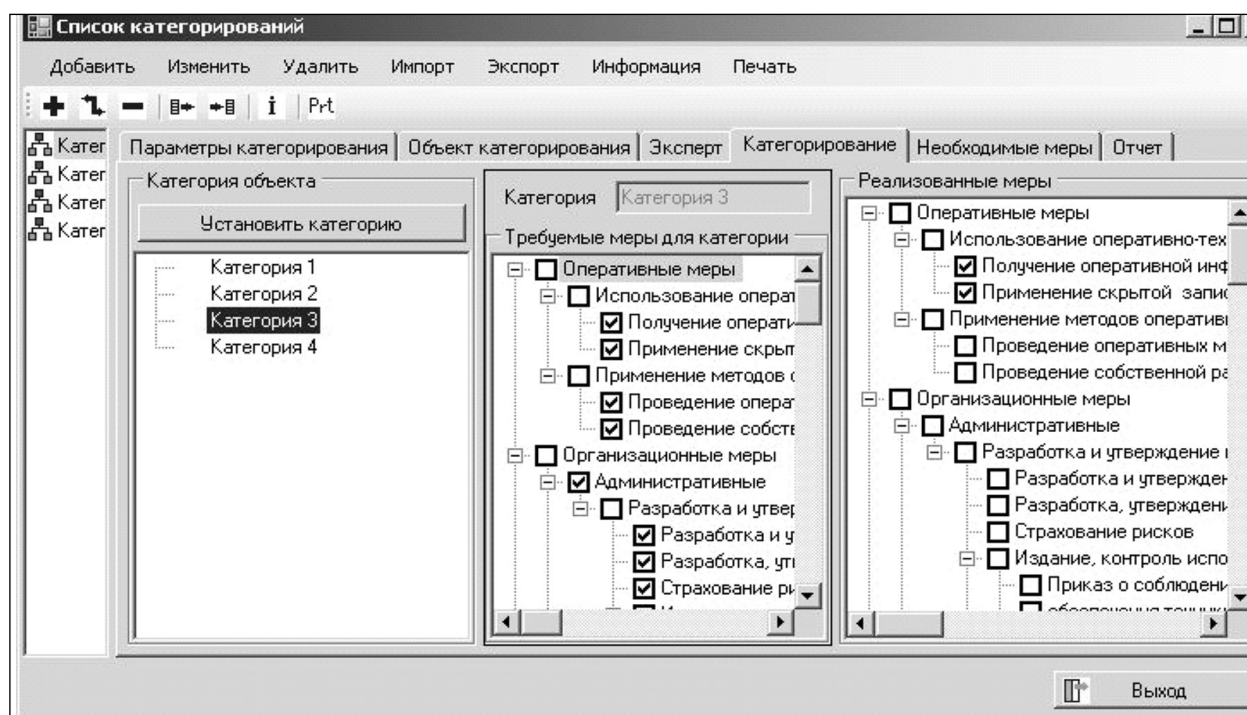 Список категорирований
Добавить Изменить Удалить Импорт Экспорт Информация Печать
Prt
Катег
Катег
Катег
Катег
Параметры категорирования Объект категорирования Эксперт Категорирование Необходимые меры Отчет
Категория объекта
Установить категорию
Категория 1
Категория 2
Категория 3
Категория 4
Категория Категория 3
Требуемые меры для категории
Оперативные меры
Использование операт
Получение операти
Применение скрыт
Применение методов
Проведение операт
Проведение собств
Организационные меры
Административные
Разработка и утвер
Разработка и у
Разработка, ут
Страхование ри
Реализованные меры
Оперативные меры
Использование оперативно-тех
Получение оперативной инф
Применение скрытой запис
Применение методов оператив
Проведение оперативных м
Проведение собственной ра
Организационные меры
Административные
Разработка и утверждение
Разработка и утвержден
Разработка, утверждени
Страхование рисков
Издание, контроль испо
Приказ о соблюдени
Выход